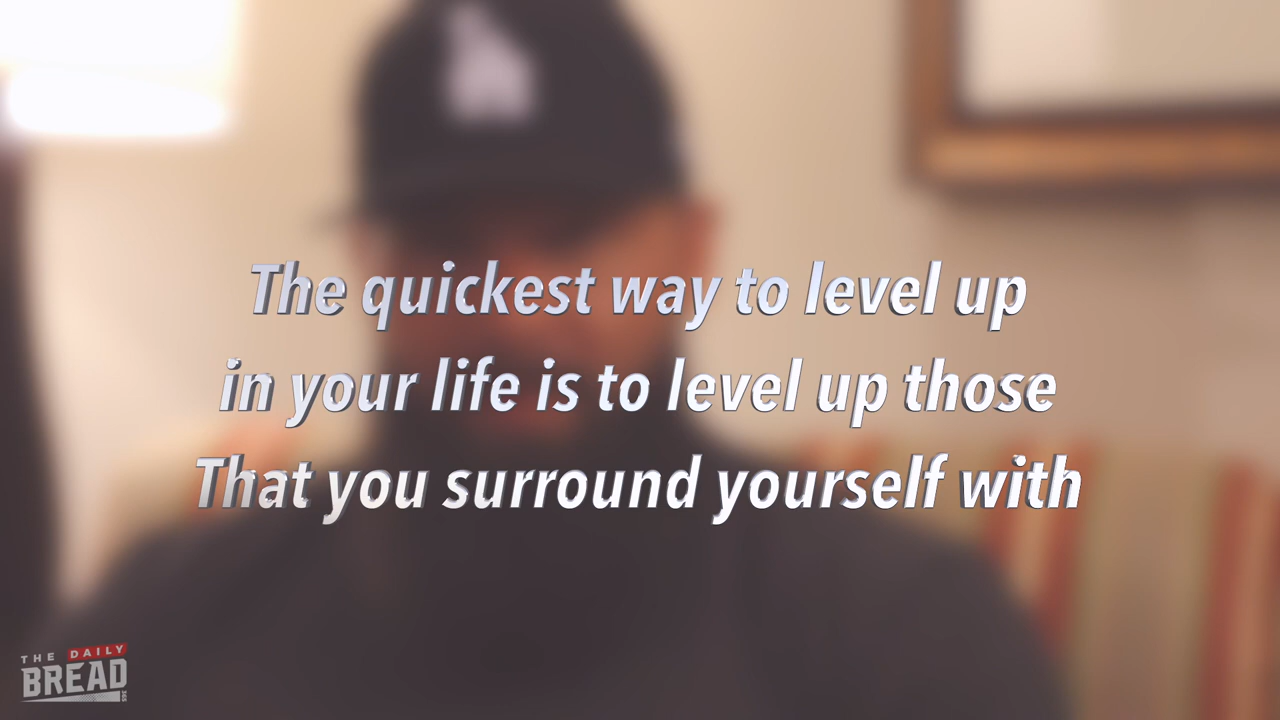 The quickest way to level up
in your life is to level up those
That you surround yourself with
THE DAILY
BREAD